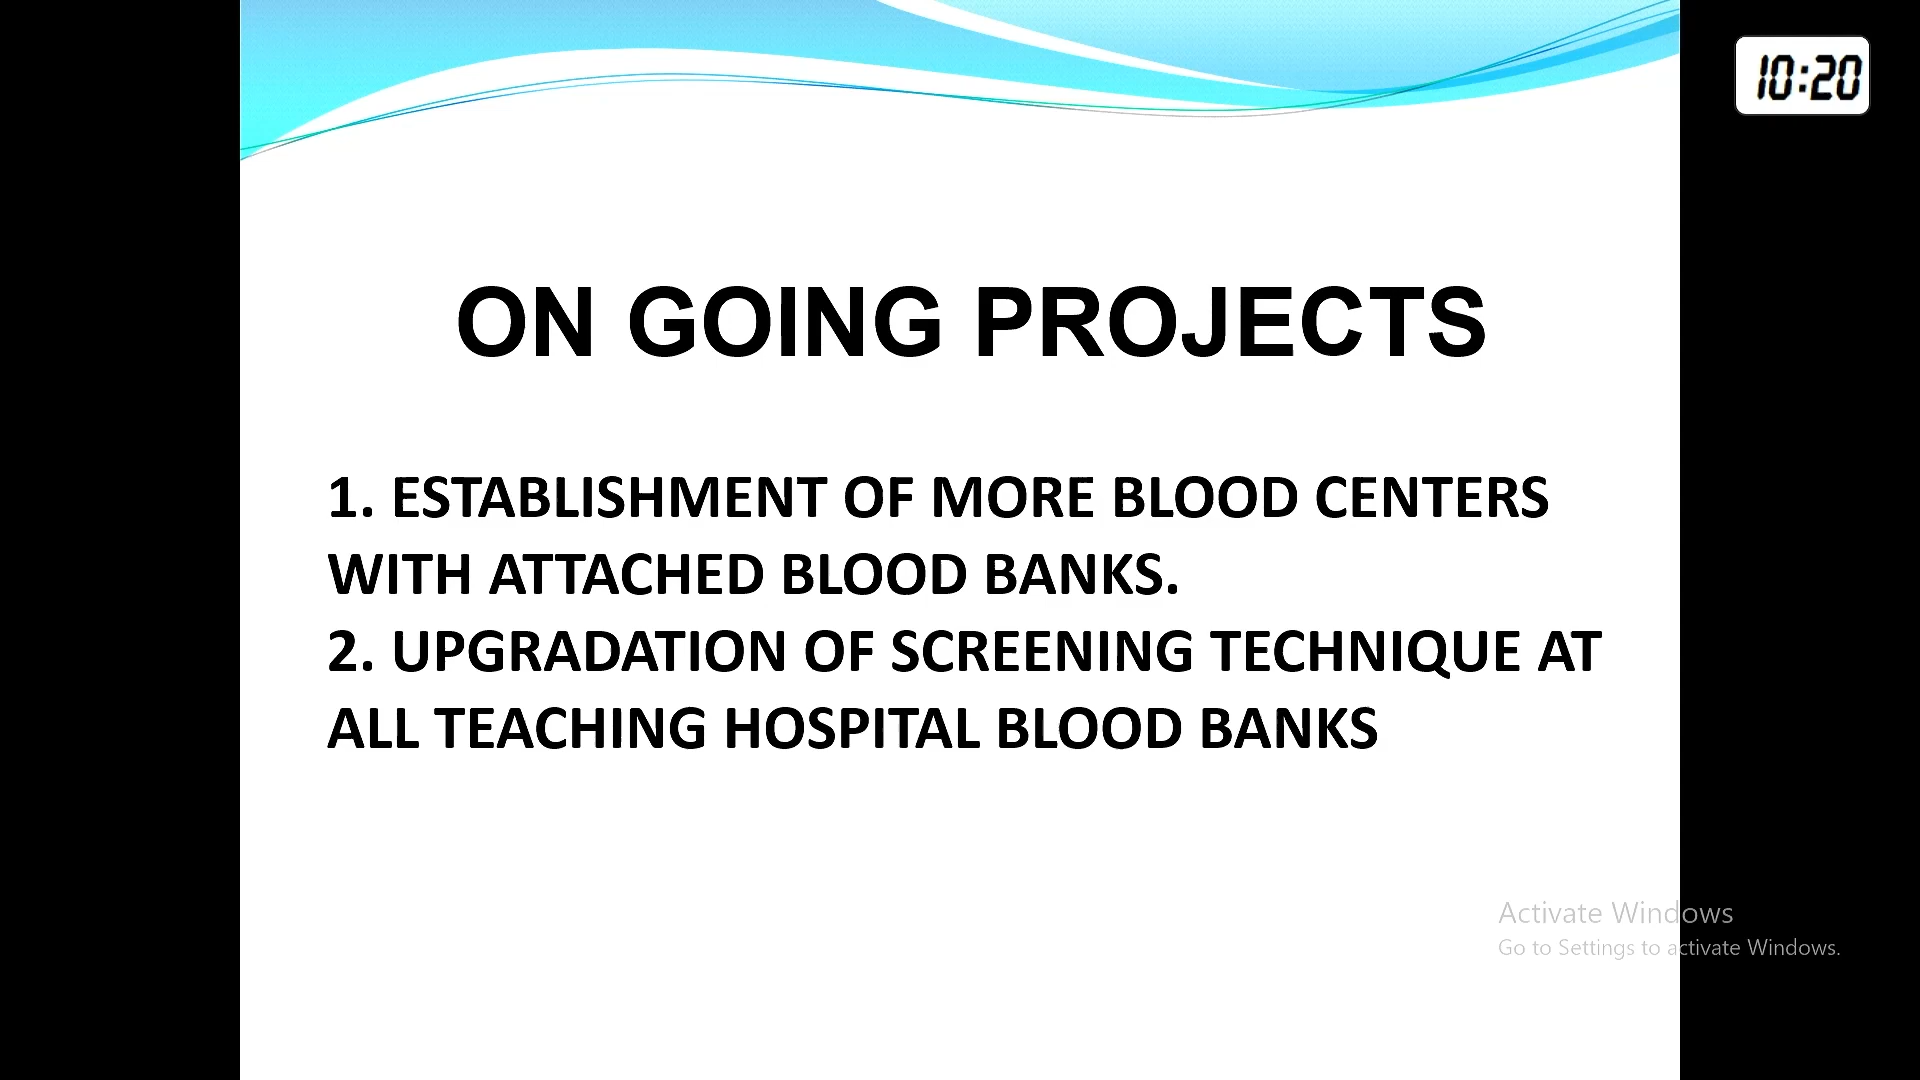 10:20
ON GOING PROJECTS
1. ESTABLISHMENT OF MORE BLOOD CENTERS
WITH ATTACHED BLOOD BANKS.
2. UPGRADATION OF SCREENING TECHNIQUE AT
ALL TEACHING HOSPITAL BLOOD BANKS
Activate Windows
Go to Settings to activate Windows.